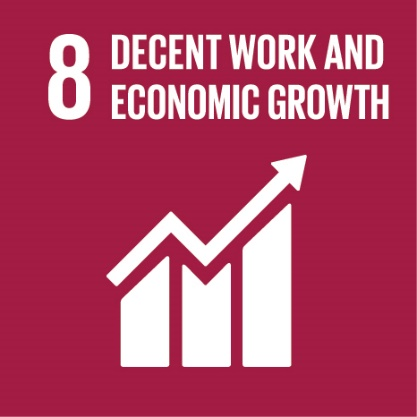 8 DECENT WORK AND
ECONOMIC GROWTH